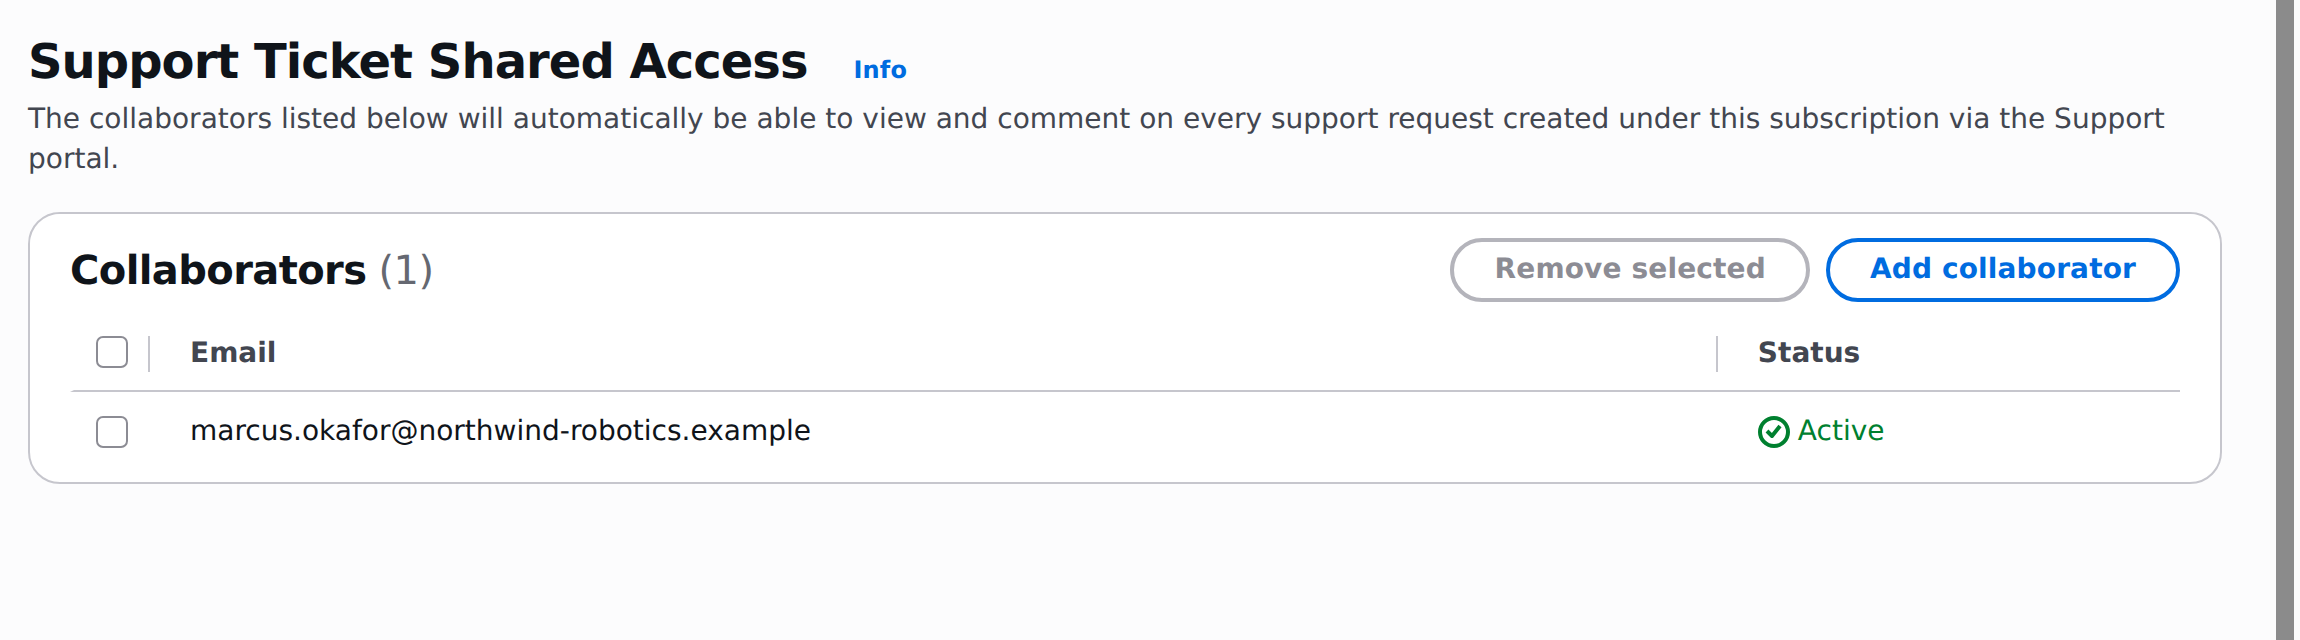 Support Ticket Shared Access Info
The collaborators listed below will automatically be able to view and comment on every support request created under this subscription via the Support
portal.
Collaborators (1)
Remove selected
Add collaborator
Email
Status
marcus.okafor@northwind-robotics.example
Active